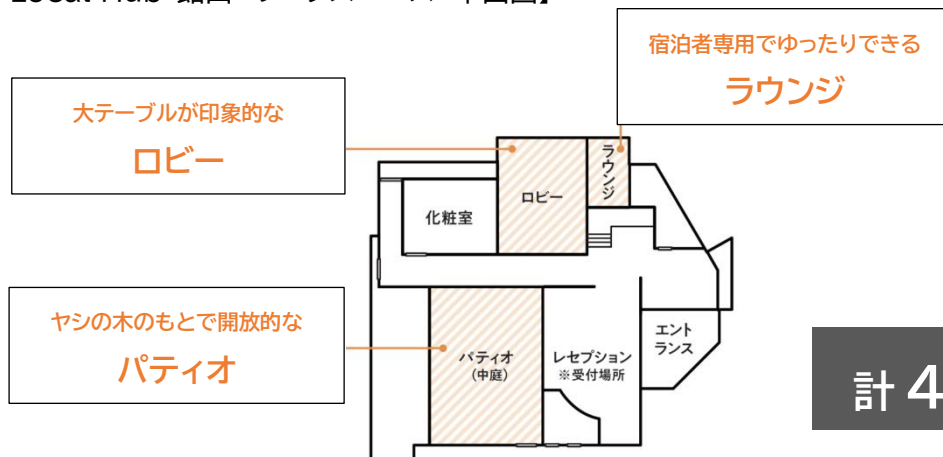 宿泊者専用でゆったりできる
ラウンジ
大テーブルが印象的な
ロビー
ラウンジ
ロビー
化粧室
ヤシの木のもとで開放的な
パティオ
エント
ランス
パティオ
(中庭)
レセプション
※受付場所
計4